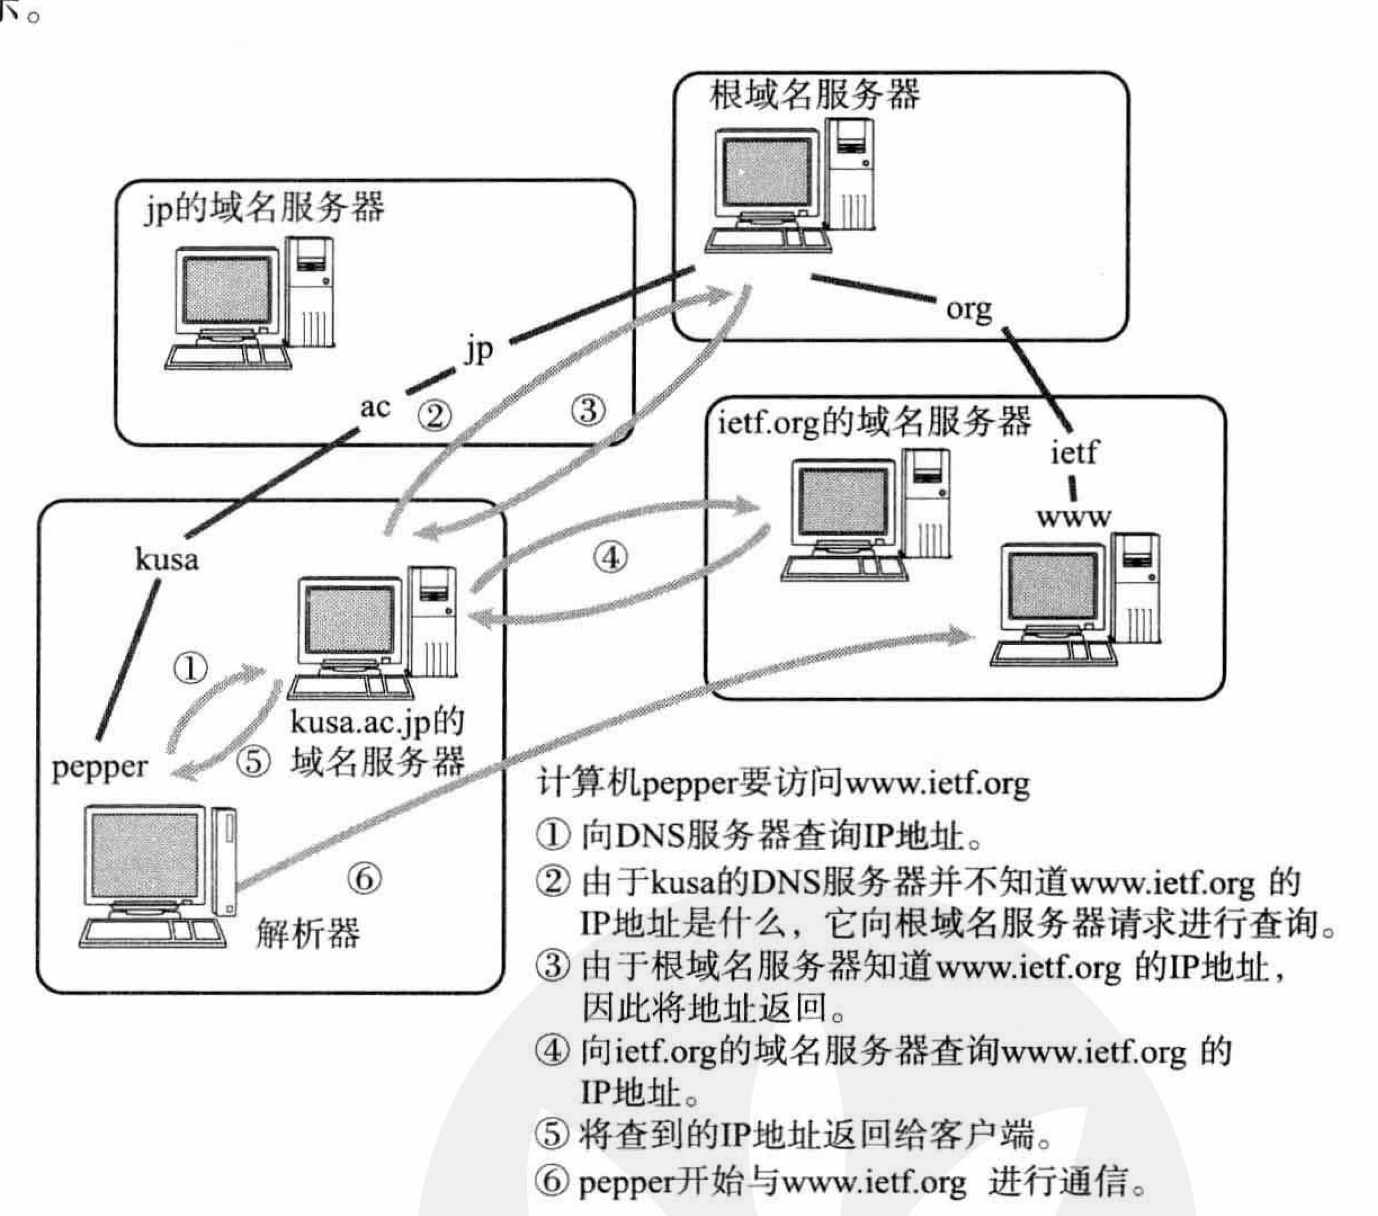 示。
根域名服务器
jp的域名服务器
org
jp
ac
②
③
ietf.org的域名服务器
ietf
www
④
kusa
①
kusa.ac.jp的
域名服务器
⑤
pepper
⑥
解析器
计算机pepper要访问www.ietf.org
① 向DNS服务器查询IP地址。
② 由于kusa的DNS服务器并不知道www.ietf.org 的
IP地址是什么，它向根域名服务器请求进行查询。
③ 由于根域名服务器知道www.ietf.org 的IP地址，
因此将地址返回。
④ 向ietf.org的域名服务器查询www.ietf.org 的
IP地址。
⑤ 将查到的IP地址返回给客户端。
⑥ pepper开始与www.ietf.org 进行通信。